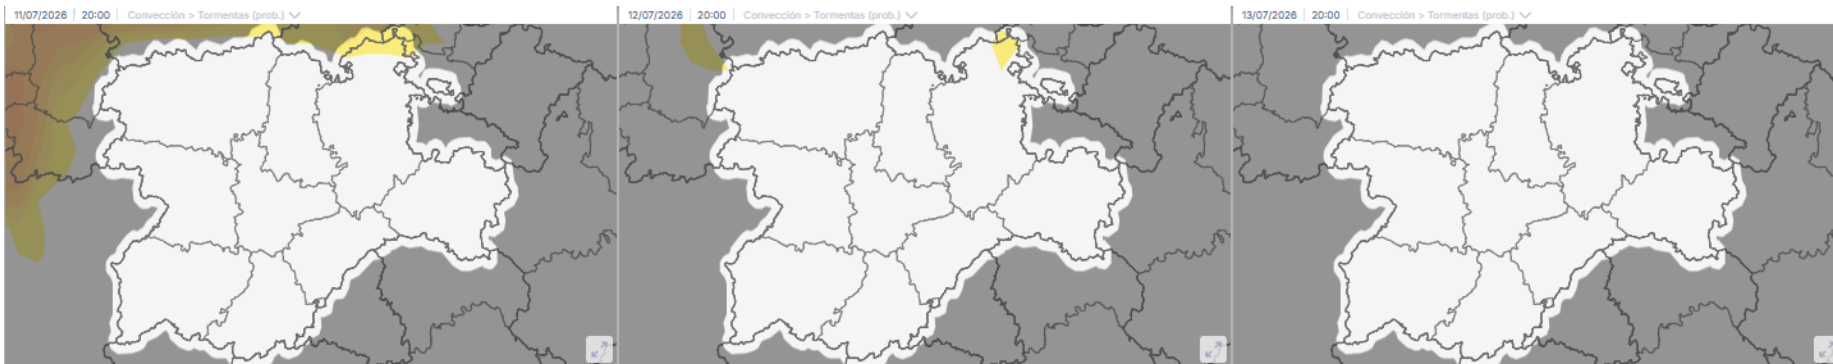 11/07/2026 20:00 Convección > Tormentas (prob.)
12/07/2026 20:00 Convección > Tormentas (prob.)
13/07/2026 20:00 Convección > Tormentas (prob.)